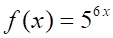 f(x) = 5^{6x}